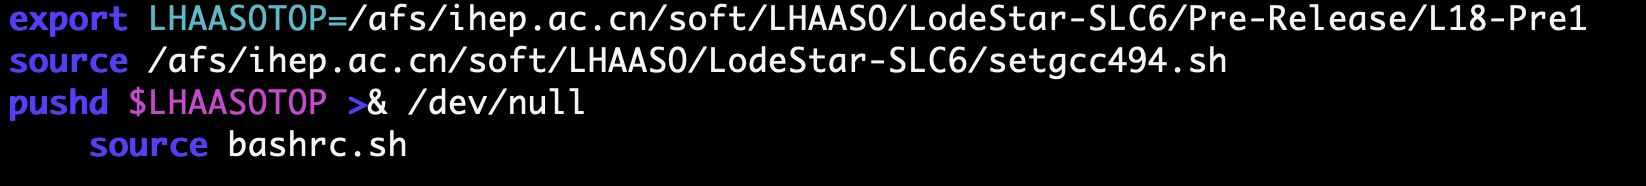 export LHAASOTOP=/afs/ihep.ac.cn/soft/LHAASO/LodeStar-SLC6/Pre-Release/L18-Pre1
source /afs/ihep.ac.cn/soft/LHAASO/LodeStar-SLC6/setgcc494.sh
pushd $LHAASOTOP >& /dev/null
    source bashrc.sh